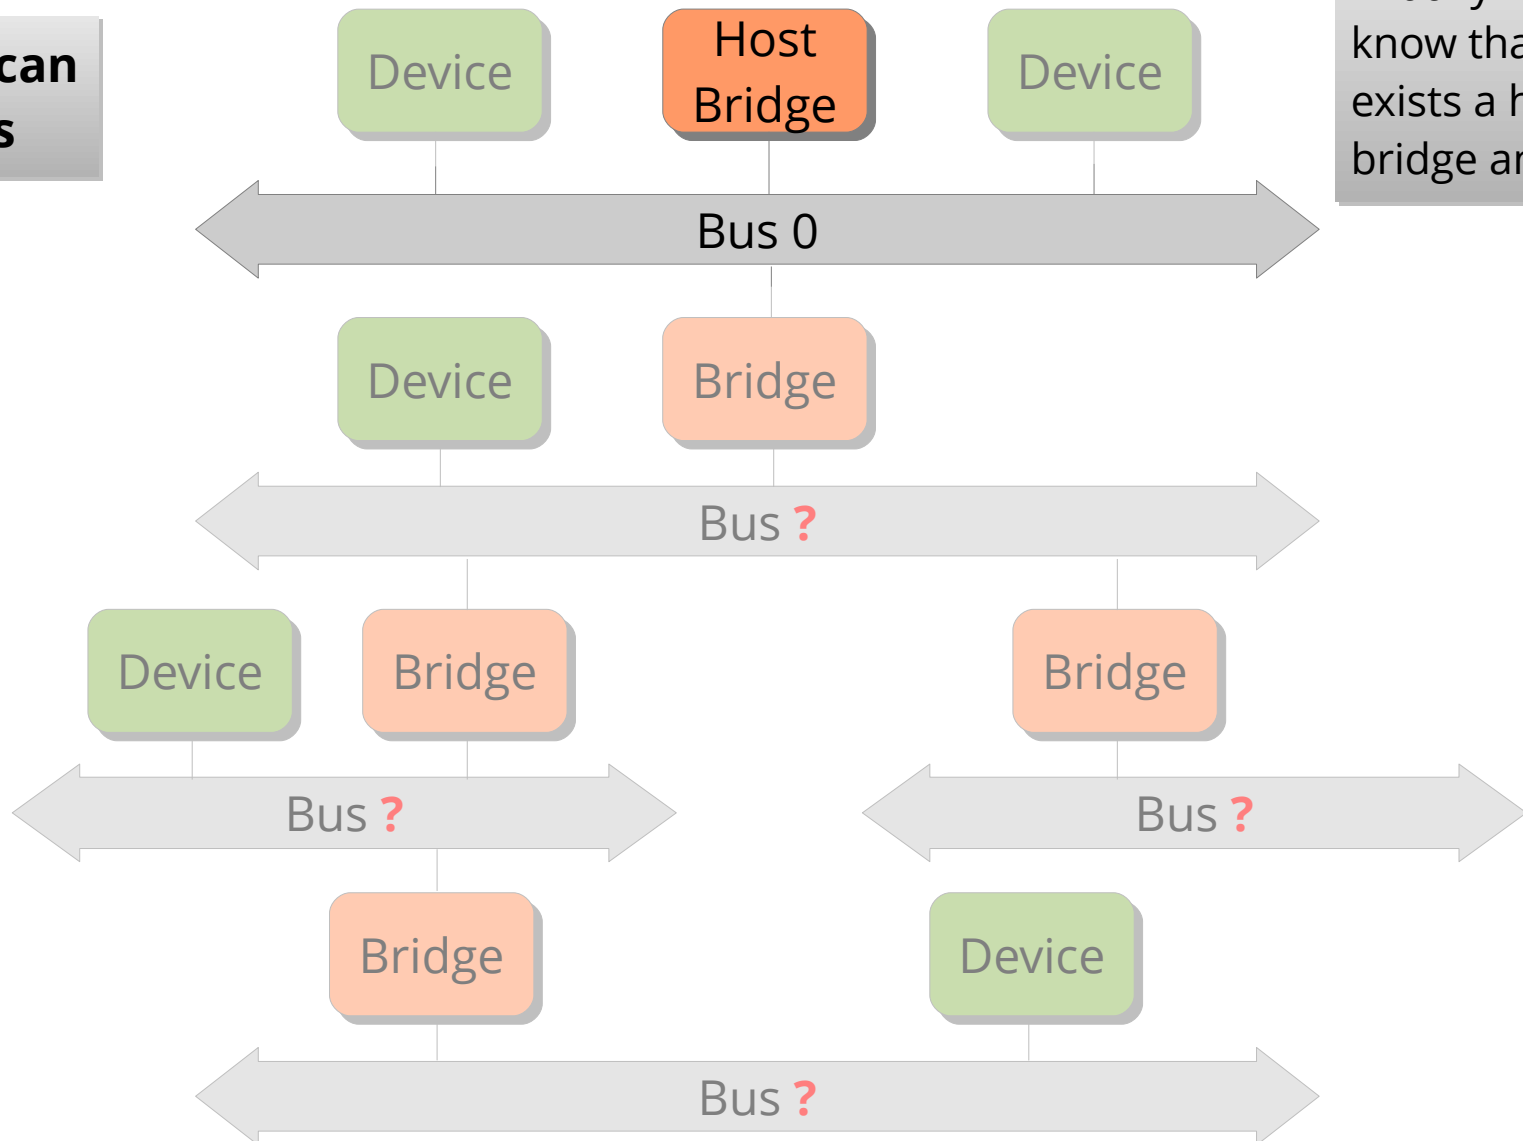 can
s
Device
Host
Bridge
Device
know tha
exists a h
bridge ar
Bus 0
Device
Bridge
Bus ?
Device
Bridge
Bridge
Bus ?
Bus ?
Bridge
Device
Bus ?